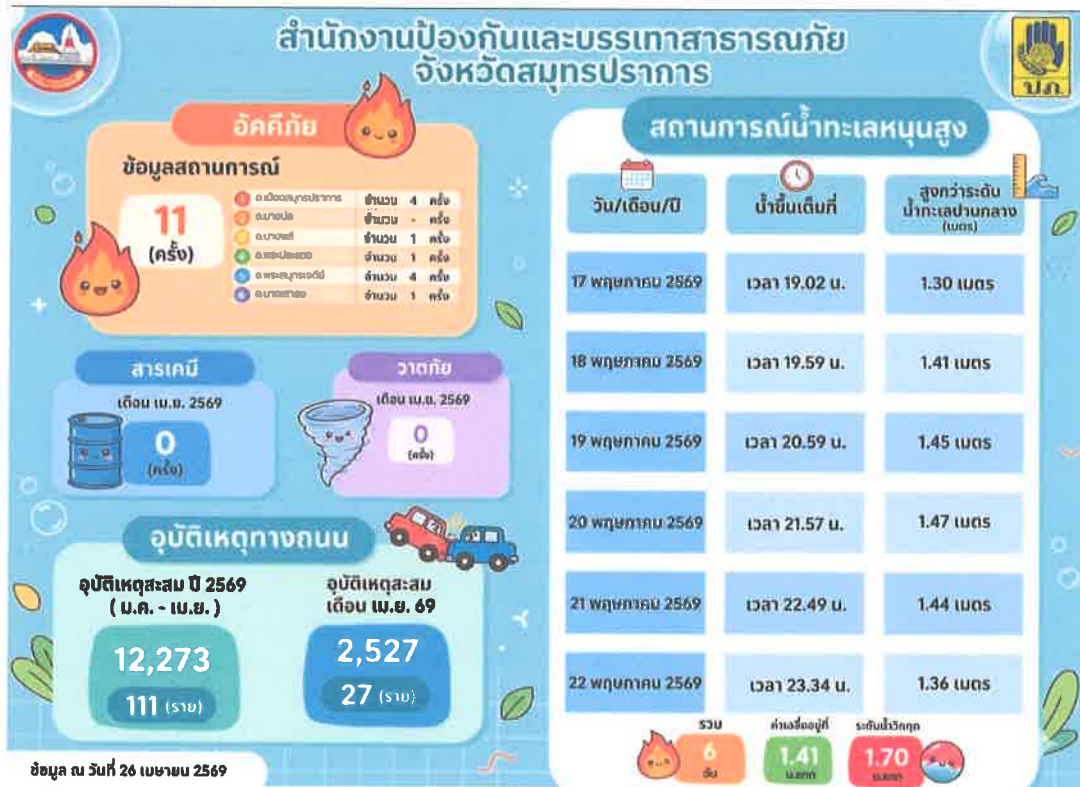 สำนักงานป้องกันและบรรเทาสาธารณภัย
จังหวัดสมุทรปราการ
ปภ.
อัคคีภัย
ข้อมูลสถานการณ์
11
(ครั้ง)
1 อ.เมืองสมุทรปราการ จำนวน 4 ครั้ง
2 อ.บางบ่อ จำนวน - ครั้ง
3 อ.บางพลี จำนวน 1 ครั้ง
4 อ.พระประแดง จำนวน 1 ครั้ง
5 อ.พระสมุทรเจดีย์ จำนวน 4 ครั้ง
6 อ.บางเสาธง จำนวน 1 ครั้ง
สารเคมี
เดือน เม.ย. 2569
0
(ครั้ง)
วาตภัย
เดือน เม.ย. 2569
0
(ครั้ง)
อุบัติเหตุทางถนน
อุบัติเหตุสะสม ปี 2569
( ม.ค. - เม.ย. )
12,273
111 (ราย)
อุบัติเหตุสะสม
เดือน เม.ย. 69
2,527
27 (ราย)
ข้อมูล ณ วันที่ 26 เมษายน 2569
สถานการณ์น้ำทะเลหนุนสูง
วัน/เดือน/ปี
น้ำขึ้นเต็มที่
สูงกว่าระดับ
น้ำทะเลปานกลาง
(เมตร)
17 พฤษภาคม 2569 เวลา 19.02 น. 1.30 เมตร
18 พฤษภาคม 2569 เวลา 19.59 น. 1.41 เมตร
19 พฤษภาคม 2569 เวลา 20.59 น. 1.45 เมตร
20 พฤษภาคม 2569 เวลา 21.57 น. 1.47 เมตร
21 พฤษภาคม 2569 เวลา 22.49 น. 1.44 เมตร
22 พฤษภาคม 2569 เวลา 23.34 น. 1.36 เมตร
รวม
6
วัน
ค่าเฉลี่ยอยู่ที่
1.41
ม.รทก
ระดับน้ำวิกฤต
1.70
ม.รทก